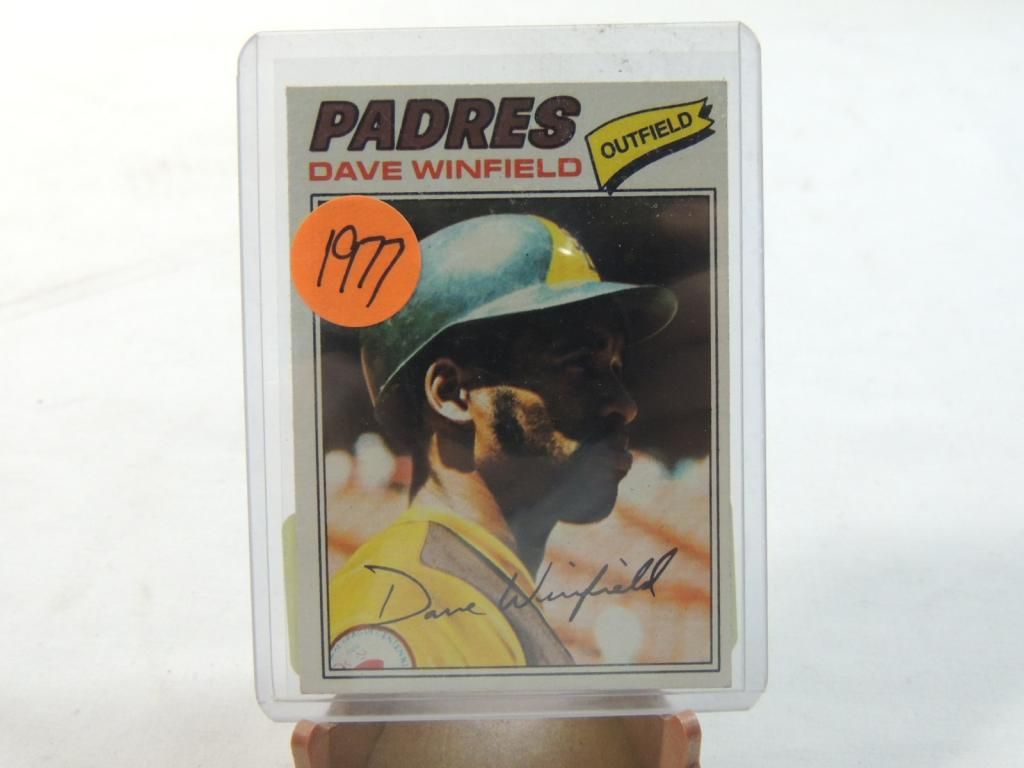 PADRES
DAVE WINFIELD
OUTFIELD
1977
Dave Winfield